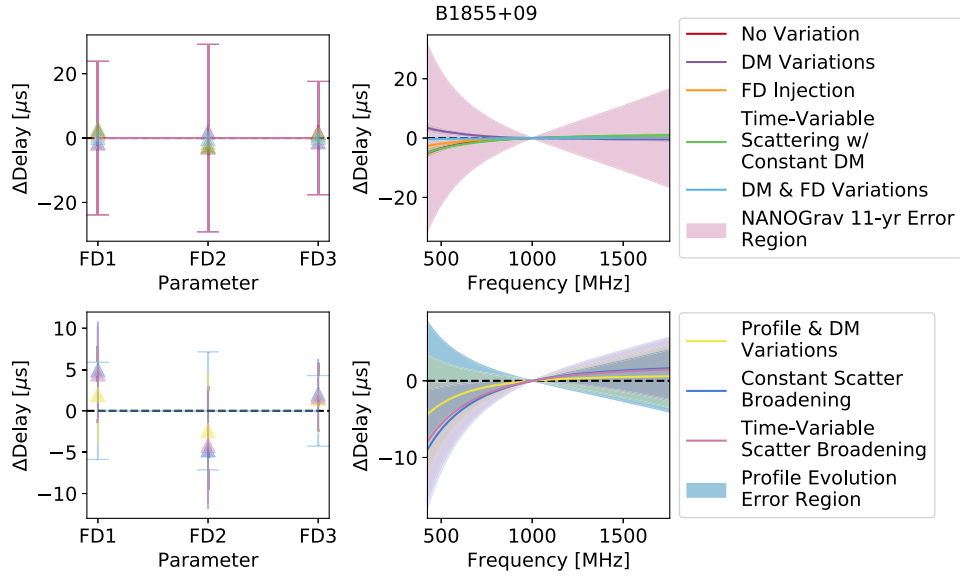 B1855+09
ΔDelay [μs]
20
0
−20
FD1 FD2 FD3
Parameter
ΔDelay [μs]
20
0
−20
500 1000 1500
Frequency [MHz]
No Variation
DM Variations
FD Injection
Time-Variable
Scattering w/
Constant DM
DM & FD Variations
NANOGrav 11-yr Error
Region
ΔDelay [μs]
10
5
0
−5
−10
FD1 FD2 FD3
Parameter
ΔDelay [μs]
0
−10
500 1000 1500
Frequency [MHz]
Profile & DM
Variations
Constant Scatter
Broadening
Time-Variable
Scatter Broadening
Profile Evolution
Error Region